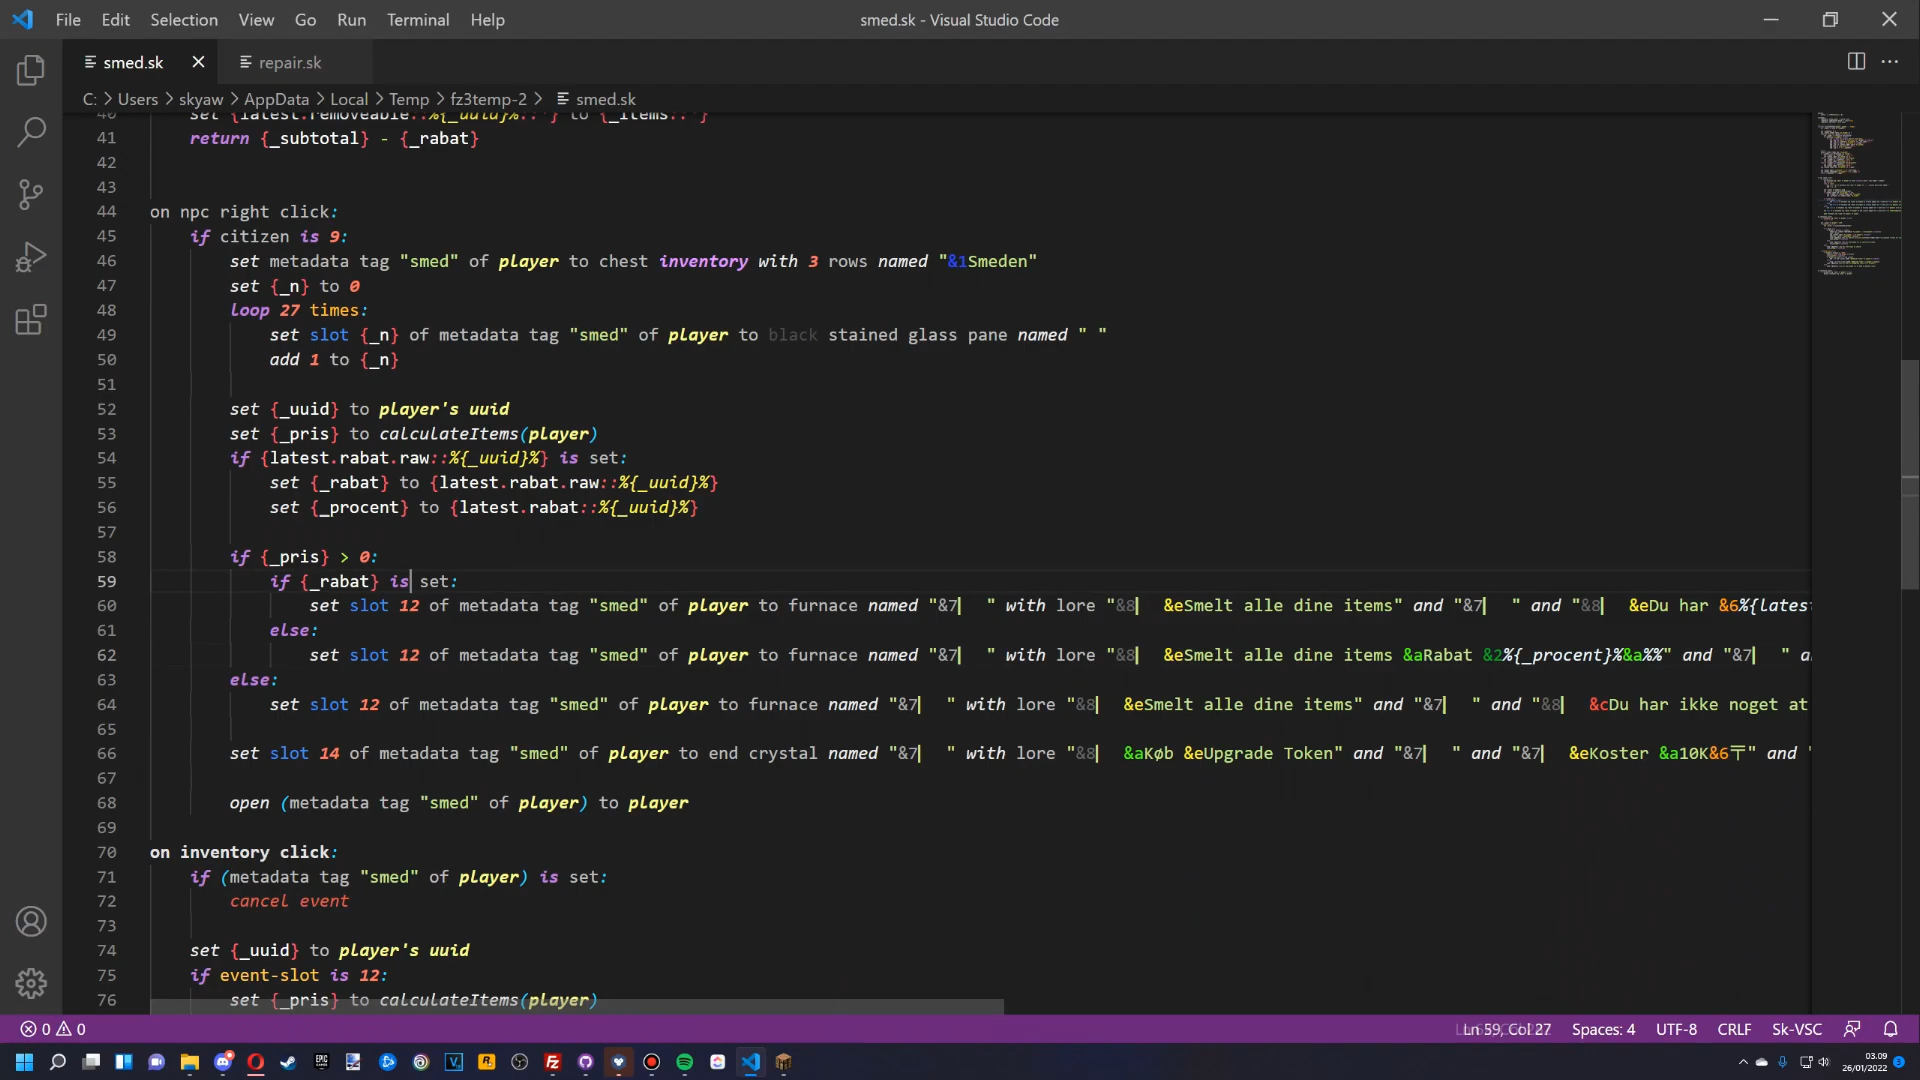 File Edit Selection View Go Run Terminal Help
smed.sk - Visual Studio Code
smed.sk
repair.sk
C: > Users > skyaw > AppData > Local > Temp > fz3temp-2 > smed.sk
41 return {_subtotal} - {_rabat}
42
43
44 on npc right click:
45 if citizen is 9:
46 set metadata tag "smed" of player to chest inventory with 3 rows named "&1Smeden"
47 set {_n} to 0
48 loop 27 times:
49 set slot {_n} of metadata tag "smed" of player to black stained glass pane named " "
50 add 1 to {_n}
51
52 set {_uuid} to player's uuid
53 set {_pris} to calculateItems(player)
54 if {latest.rabat.raw::%{_uuid}%} is set:
55 set {_rabat} to {latest.rabat.raw::%{_uuid}%}
56 set {_procent} to {latest.rabat::%{_uuid}%}
57
58 if {_pris} > 0:
59 if {_rabat} is set:
60 set slot 12 of metadata tag "smed" of player to furnace named "&7|  " with lore "&8|  &eSmelt alle dine items" and "&7|  " and "&8|  &eDu har &6%{latest
61 else:
62 set slot 12 of metadata tag "smed" of player to furnace named "&7|  " with lore "&8|  &eSmelt alle dine items &aRabat &2%{_procent}%&a%%" and "&7|  " a
63 else:
64 set slot 12 of metadata tag "smed" of player to furnace named "&7|  " with lore "&8|  &eSmelt alle dine items" and "&7|  " and "&8|  &cDu har ikke noget at
65
66 set slot 14 of metadata tag "smed" of player to end crystal named "&7|  " with lore "&8|  &aKøb &eUpgrade Token" and "&7|  " and "&7|  &eKoster &a10K&6〒" and "
67
68 open (metadata tag "smed" of player) to player
69
70 on inventory click:
71 if (metadata tag "smed" of player) is set:
72 cancel event
73
74 set {_uuid} to player's uuid
75 if event-slot is 12:
76 set {_pris} to calculateItems(player)
0 0
Ln 59, Col 27 Spaces: 4 UTF-8 CRLF Sk-VSC
03.09
26/01/2022